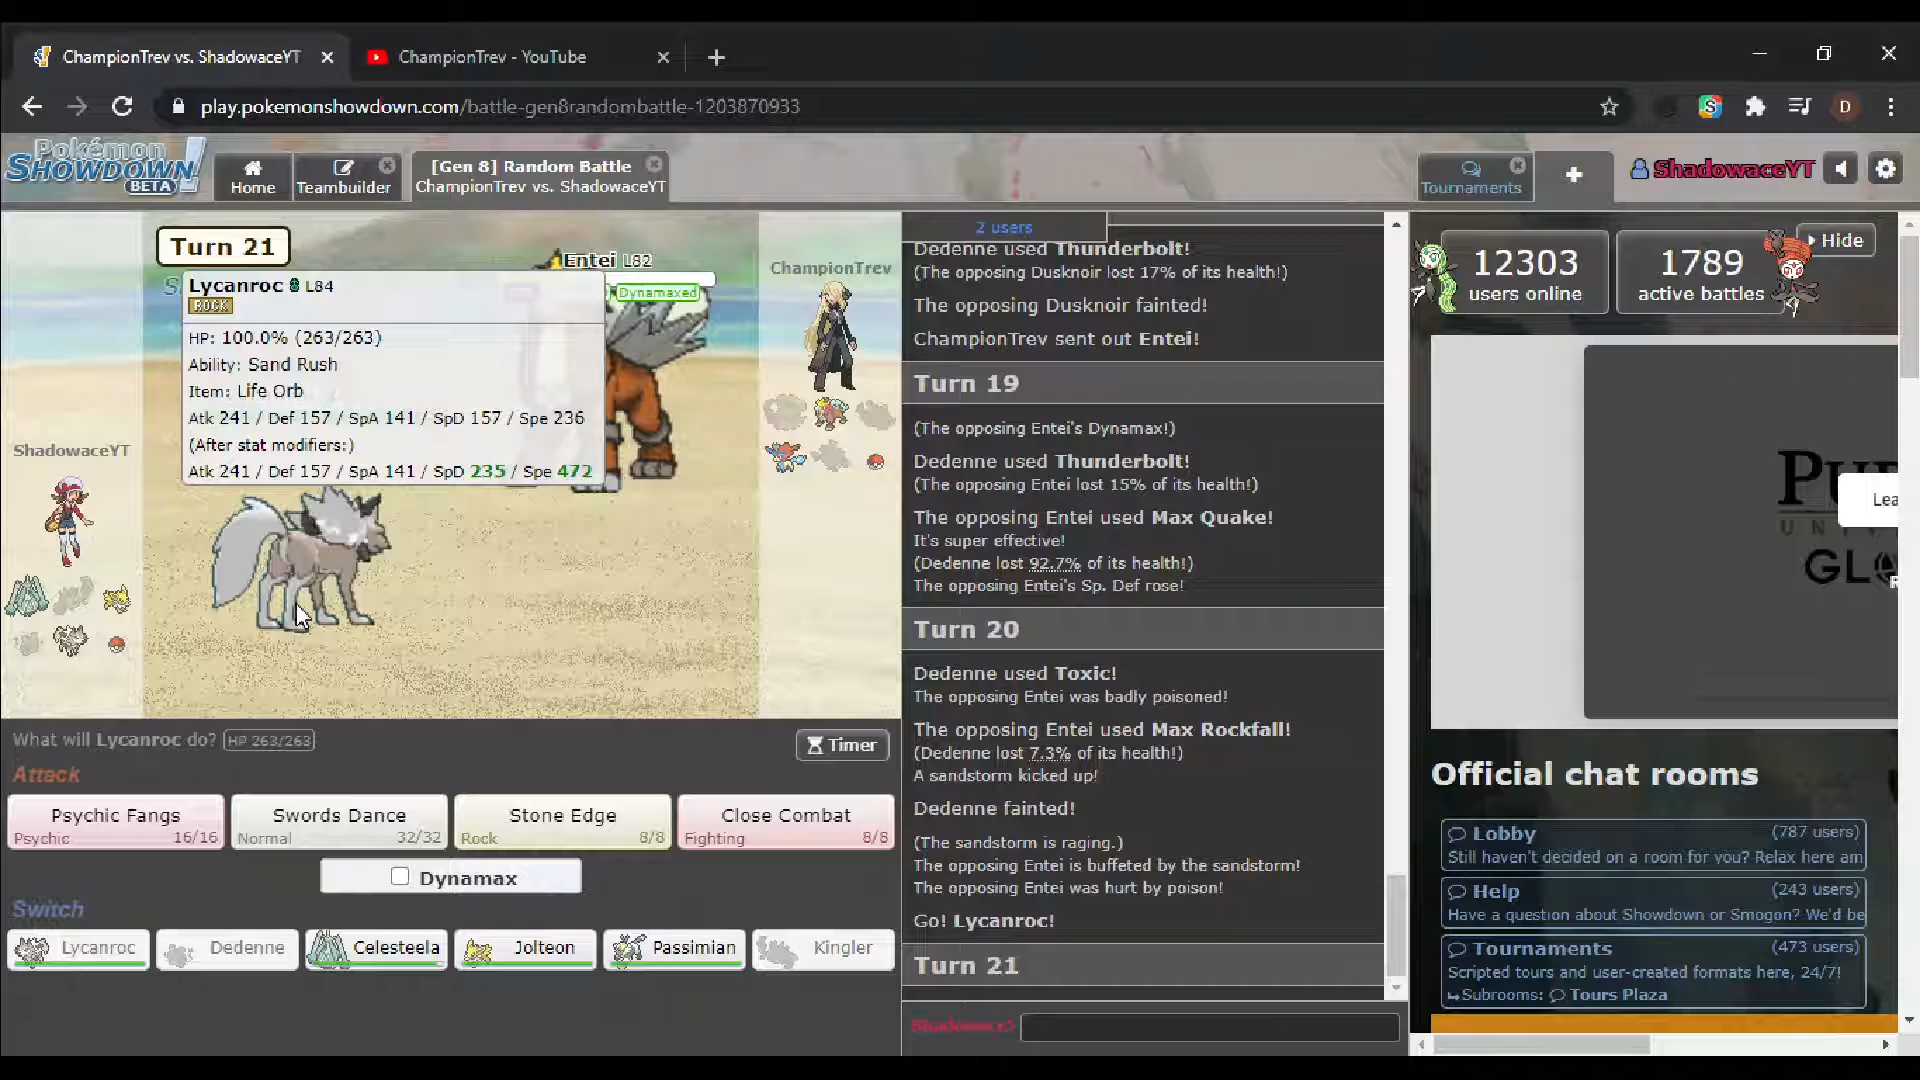 ChampionTrev vs. ShadowaceYT
ChampionTrev - YouTube
play.pokemonshowdown.com/battle-gen8randombattle-1203870933
D
Pokémon
SHOWDOWN!
BETA
Home
Teambuilder
[Gen 8] Random Battle
ChampionTrev vs. ShadowaceYT
Tournaments
ShadowaceYT
Turn 21
Entei L82
Dynamaxed
Lycanroc L84
ROCK
HP: 100.0% (263/263)
Ability: Sand Rush
Item: Life Orb
Atk 241 / Def 157 / SpA 141 / SpD 157 / Spe 236
(After stat modifiers:)
Atk 241 / Def 157 / SpA 141 / SpD 235 / Spe 472
ShadowaceYT
ChampionTrev
What will Lycanroc do? HP 263/263
Timer
Attack
Psychic Fangs
Psychic 16/16
Swords Dance
Normal 32/32
Stone Edge
Rock 8/8
Close Combat
Fighting 8/8
Dynamax
Switch
Lycanroc
Dedenne
Celesteela
Jolteon
Passimian
Kingler
2 users
Dedenne used Thunderbolt!
(The opposing Dusknoir lost 17% of its health!)
The opposing Dusknoir fainted!
ChampionTrev sent out Entei!
Turn 19
(The opposing Entei's Dynamax!)
Dedenne used Thunderbolt!
(The opposing Entei lost 15% of its health!)
The opposing Entei used Max Quake!
It's super effective!
(Dedenne lost 92.7% of its health!)
The opposing Entei's Sp. Def rose!
Turn 20
Dedenne used Toxic!
The opposing Entei was badly poisoned!
The opposing Entei used Max Rockfall!
(Dedenne lost 7.3% of its health!)
A sandstorm kicked up!
Dedenne fainted!
(The sandstorm is raging.)
The opposing Entei is buffeted by the sandstorm!
The opposing Entei was hurt by poison!
Go! Lycanroc!
Turn 21
12303
users online
1789
active battles
Hide
Lea
Official chat rooms
Lobby (787 users)
Still haven't decided on a room for you? Relax here am
Help (243 users)
Have a question about Showdown or Smogon? We'd be
Tournaments (473 users)
Scripted tours and user-created formats here, 24/7!
Subrooms: Tours Plaza